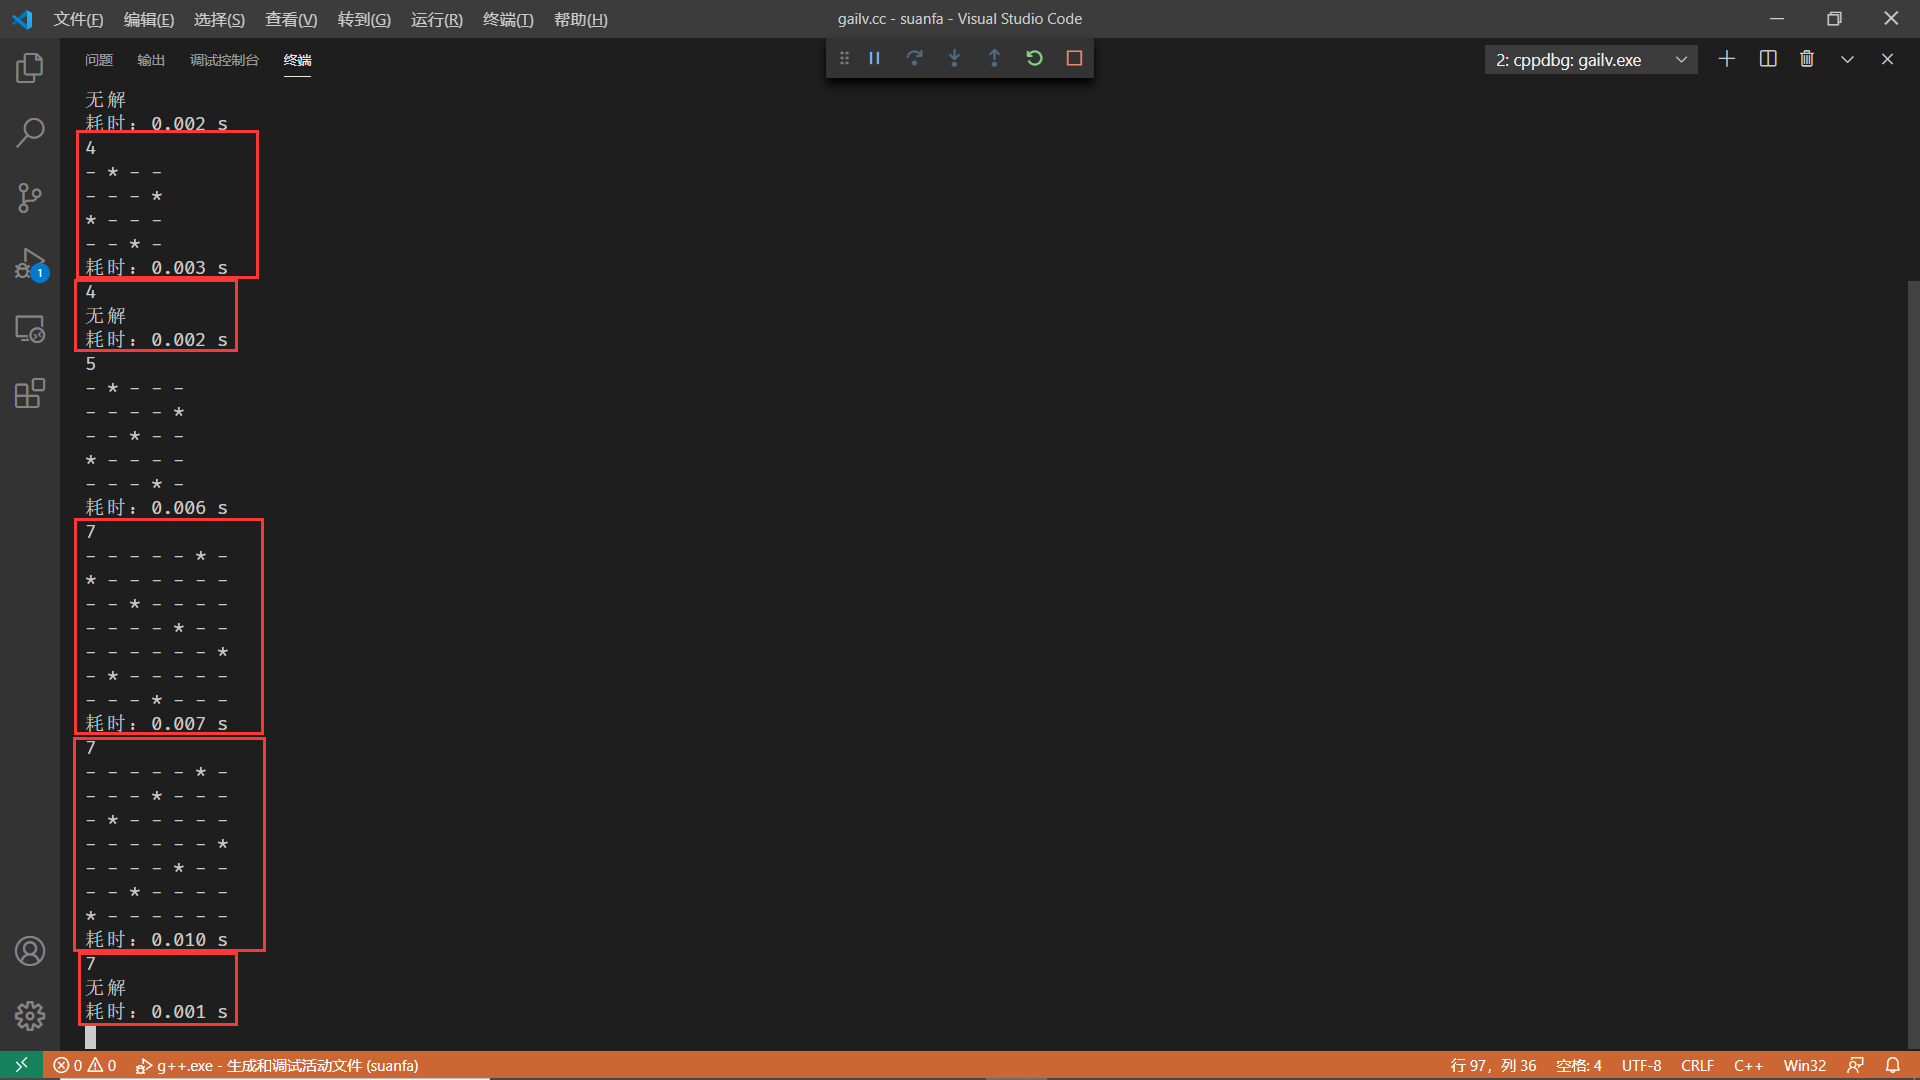 文件(F) 编辑(E) 选择(S) 查看(V) 转到(G) 运行(R) 终端(T) 帮助(H) gailv.cc - suanfa - Visual Studio Code
问题 输出 调试控制台 终端 2: cppdbg: gailv.exe
无解
耗时: 0.002 s
4
- * - -
- - - *
* - - -
- - * -
耗时: 0.003 s
4
无解
耗时: 0.002 s
5
- * - - -
- - - - *
- - * - -
* - - - -
- - - * -
耗时: 0.006 s
7
- - - - - * -
* - - - - - -
- - * - - - -
- - - - * - -
- - - - - - *
- * - - - - -
- - - * - - -
耗时: 0.007 s
7
- - - - - * -
- - - * - - -
- * - - - - -
- - - - - - *
- - - - * - -
- - * - - - -
* - - - - - -
耗时: 0.010 s
7
无解
耗时: 0.001 s
1
0 0 g++.exe - 生成和调试活动文件 (suanfa) 行 97, 列 36 空格: 4 UTF-8 CRLF C++ Win32